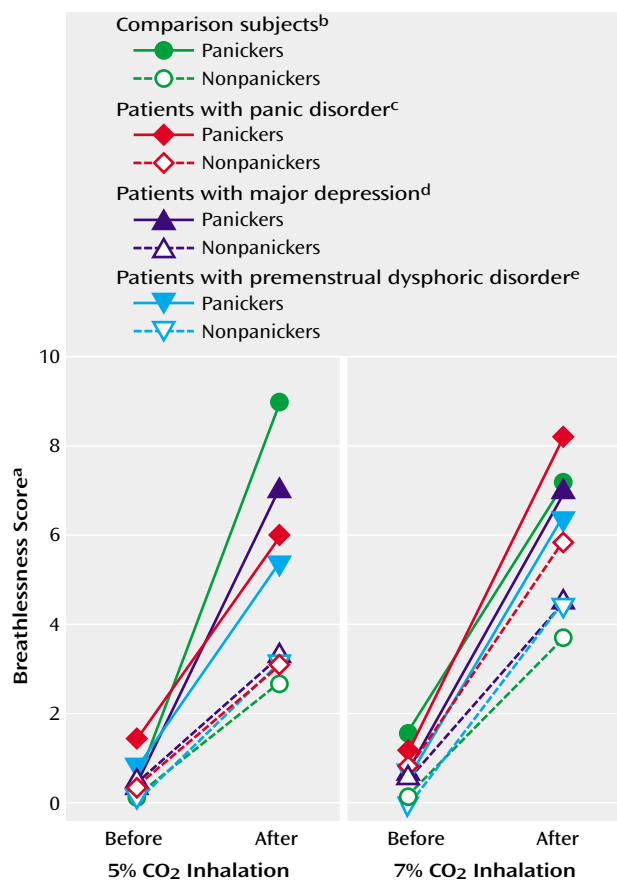 Comparison subjectsᵇ
Panickers
Nonpanickers
Patients with panic disorderᶜ
Panickers
Nonpanickers
Patients with major depressionᵈ
Panickers
Nonpanickers
Patients with premenstrual dysphoric disorderᵉ
Panickers
Nonpanickers
Breathlessness Scoreᵃ
10
8
6
4
2
0
Before After Before After
5% CO₂ Inhalation 7% CO₂ Inhalation